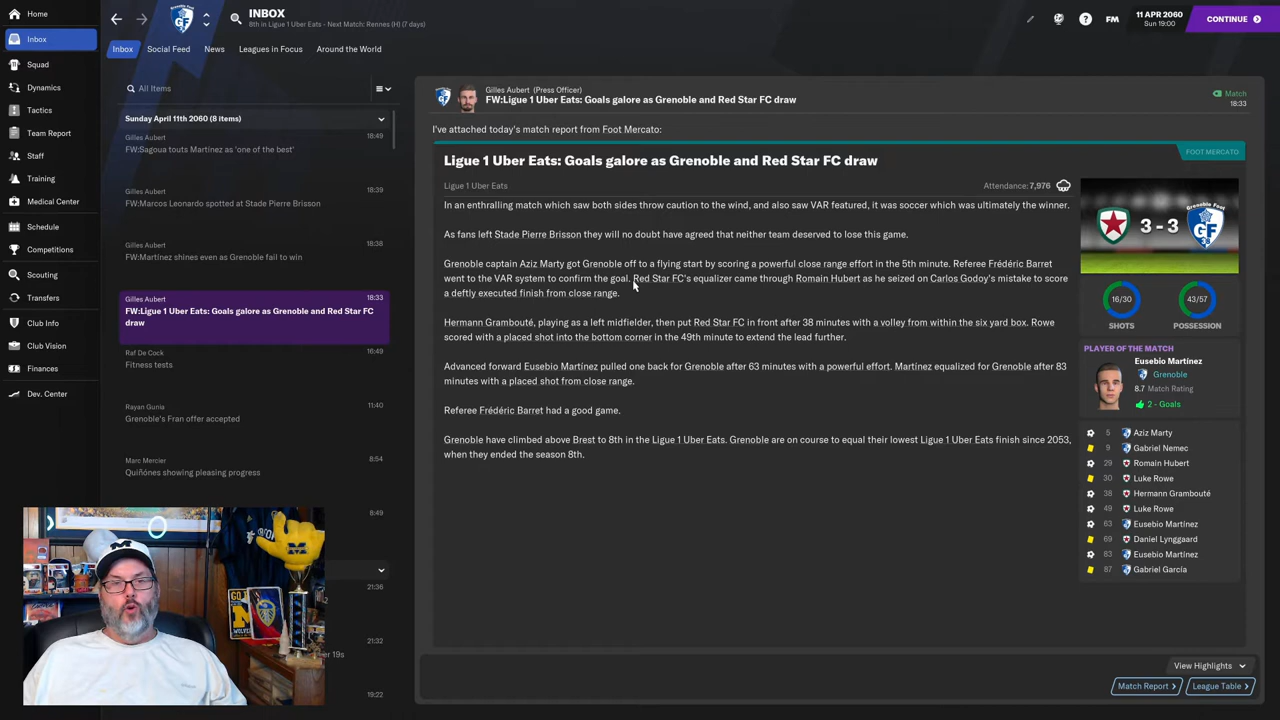 Home
Inbox
Squad
Dynamics
Tactics
Team Report
Staff
Training
Medical Center
Schedule
Competitions
Scouting
Transfers
Club Info
Club Vision
Finances
Dev. Center
INBOX
8th in Ligue 1 Uber Eats - Next Match: Rennes (H) (7 days)
FM
11 APR 2060
Sun 19:00
CONTINUE
Inbox
Social Feed
News
Leagues in Focus
Around the World
All Items
Sunday April 11th 2060 (8 items)
Gilles Aubert
18:49
FW:Sagoua touts Martínez as 'one of the best'
Gilles Aubert
18:39
FW:Marcos Leonardo spotted at Stade Pierre Brisson
Gilles Aubert
18:38
FW:Martínez shines even as Grenoble fail to win
Gilles Aubert
18:33
FW:Ligue 1 Uber Eats: Goals galore as Grenoble and Red Star FC
draw
Raf De Cock
16:49
Fitness tests
Rayan Gunia
11:40
Grenoble's Fran offer accepted
Marc Mercier
8:54
Quiñónes showing pleasing progress
8:49
21:36
21:32
er 19s
19:22
Gilles Aubert (Press Officer)
FW:Ligue 1 Uber Eats: Goals galore as Grenoble and Red Star FC draw
Match
18:33
I've attached today's match report from Foot Mercato:
Ligue 1 Uber Eats: Goals galore as Grenoble and Red Star FC draw
FOOT MERCATO
Ligue 1 Uber Eats
Attendance: 7,976
In an enthralling match which saw both sides throw caution to the wind, and also saw VAR featured, it was soccer which was ultimately the winner.
As fans left Stade Pierre Brisson they will no doubt have agreed that neither team deserved to lose this game.
Grenoble captain Aziz Marty got Grenoble off to a flying start by scoring a powerful close range effort in the 5th minute. Referee Frédéric Barret
went to the VAR system to confirm the goal. Red Star FC's equalizer came through Romain Hubert as he seized on Carlos Godoy's mistake to score
a deftly executed finish from close range.
Hermann Grambouté, playing as a left midfielder, then put Red Star FC in front after 38 minutes with a volley from within the six yard box. Rowe
scored with a placed shot into the bottom corner in the 49th minute to extend the lead further.
Advanced forward Eusebio Martínez pulled one back for Grenoble after 63 minutes with a powerful effort. Martínez equalized for Grenoble after 83
minutes with a placed shot from close range.
Referee Frédéric Barret had a good game.
Grenoble have climbed above Brest to 8th in the Ligue 1 Uber Eats. Grenoble are on course to equal their lowest Ligue 1 Uber Eats finish since 2053,
when they ended the season 8th.
3 - 3
16/30
SHOTS
43/57
POSSESSION
PLAYER OF THE MATCH
Eusebio Martínez
Grenoble
8.7 Match Rating
2 - Goals
5 Aziz Marty
9 Gabriel Nemec
29 Romain Hubert
30 Luke Rowe
38 Hermann Grambouté
49 Luke Rowe
63 Eusebio Martínez
69 Daniel Lynggaard
83 Eusebio Martínez
87 Gabriel García
View Highlights
Match Report
League Table